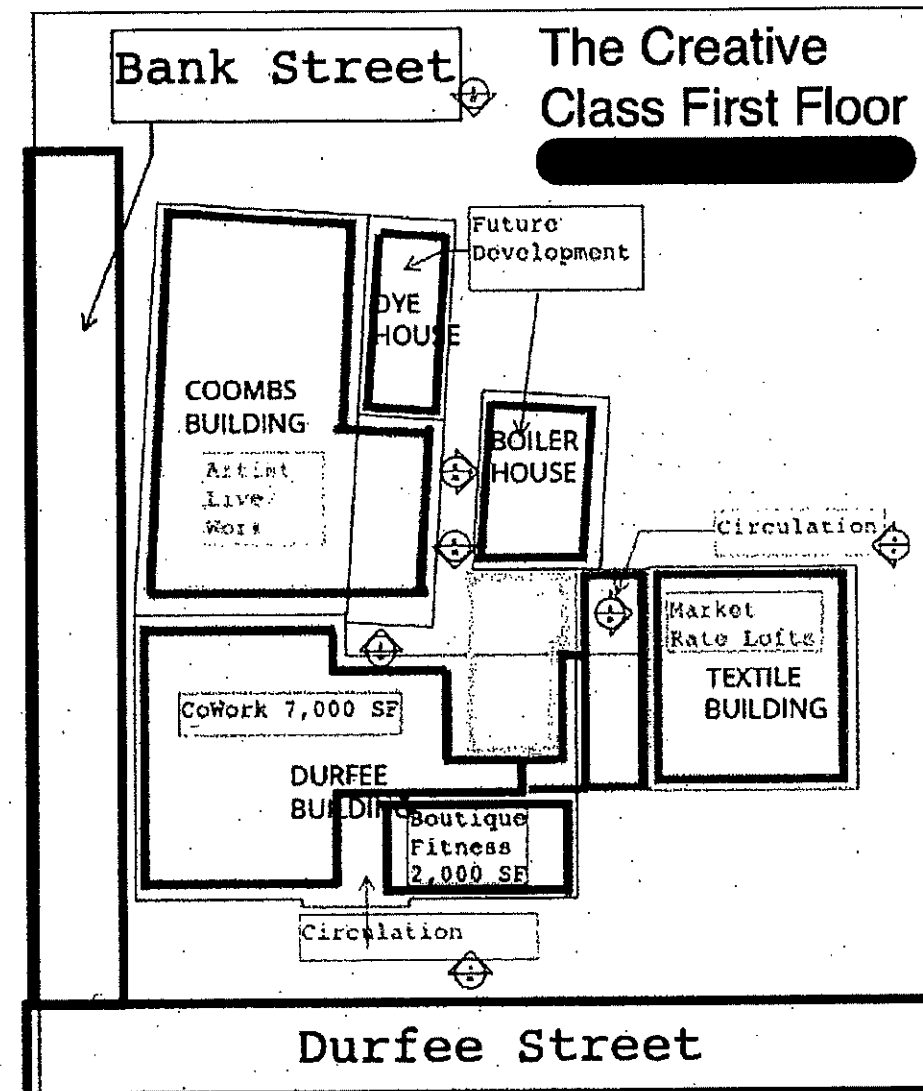 Bank Street
The Creative
Class First Floor
Future
Development
DYE
HOUSE
COOMBS
BUILDING
Artist
Live/
Work
BOILER
HOUSE
Circulation
Market
Rate Lofts
TEXTILE
BUILDING
CoWork 7,000 SF
DURFEE
BUILDING
Boutique
Fitness
2,000 SF
Circulation
Durfee Street